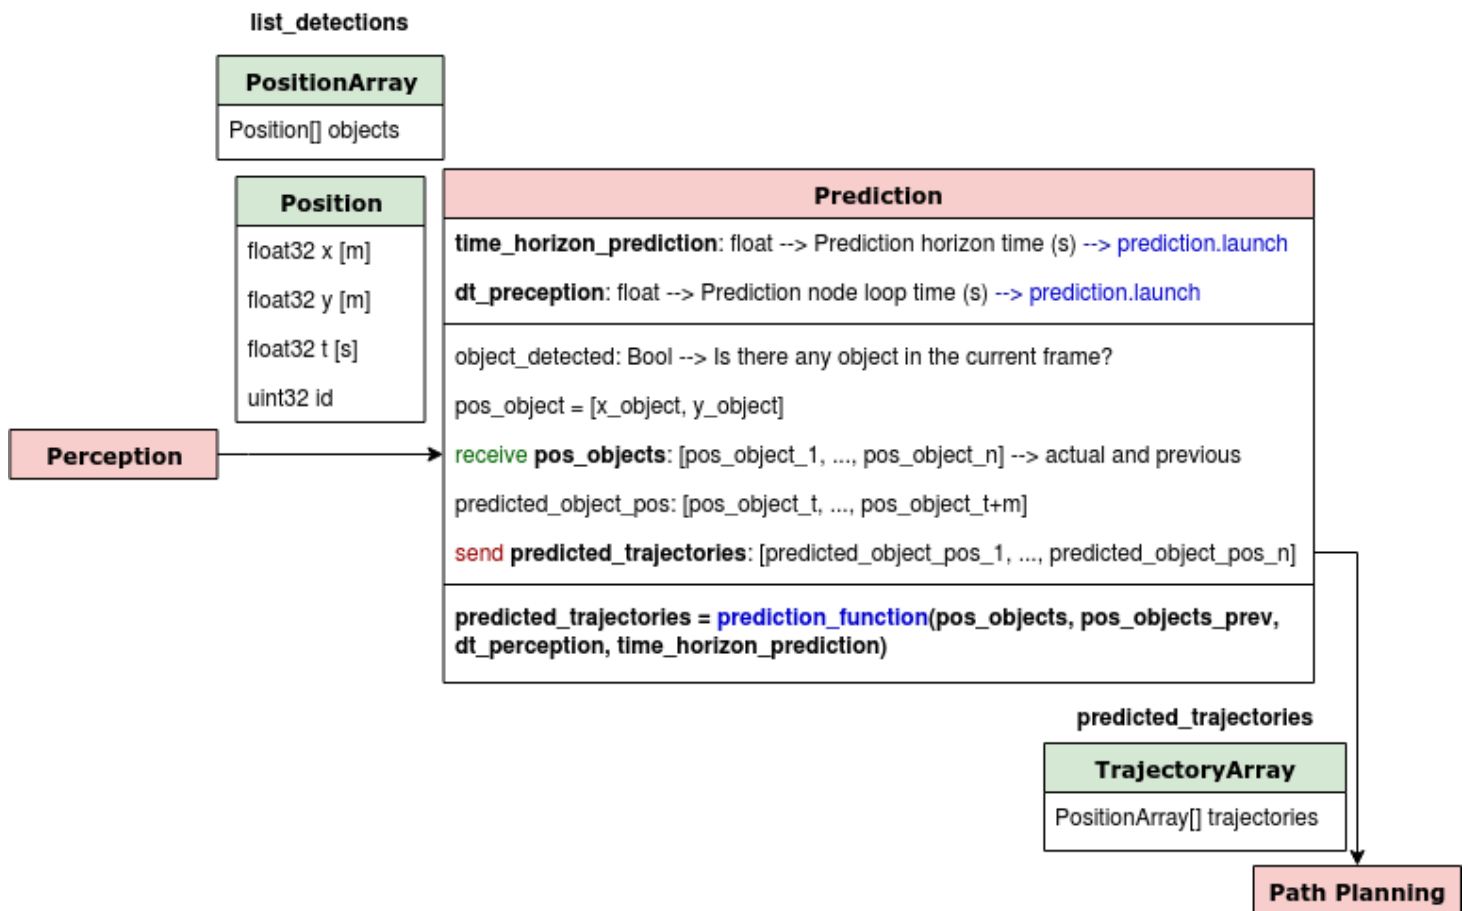 list_detections
PositionArray
Position[] objects
Position
float32 x [m]
float32 y [m]
float32 t [s]
uint32 id
Perception
Prediction
time_horizon_prediction: float --> Prediction horizon time (s) --> prediction.launch
dt_preception: float --> Prediction node loop time (s) --> prediction.launch
object_detected: Bool --> Is there any object in the current frame?
pos_object = [x_object, y_object]
receive pos_objects: [pos_object_1, ..., pos_object_n] --> actual and previous
predicted_object_pos: [pos_object_t, ..., pos_object_t+m]
send predicted_trajectories: [predicted_object_pos_1, ..., predicted_object_pos_n]
predicted_trajectories = prediction_function(pos_objects, pos_objects_prev,
dt_perception, time_horizon_prediction)
predicted_trajectories
TrajectoryArray
PositionArray[] trajectories
Path Planning